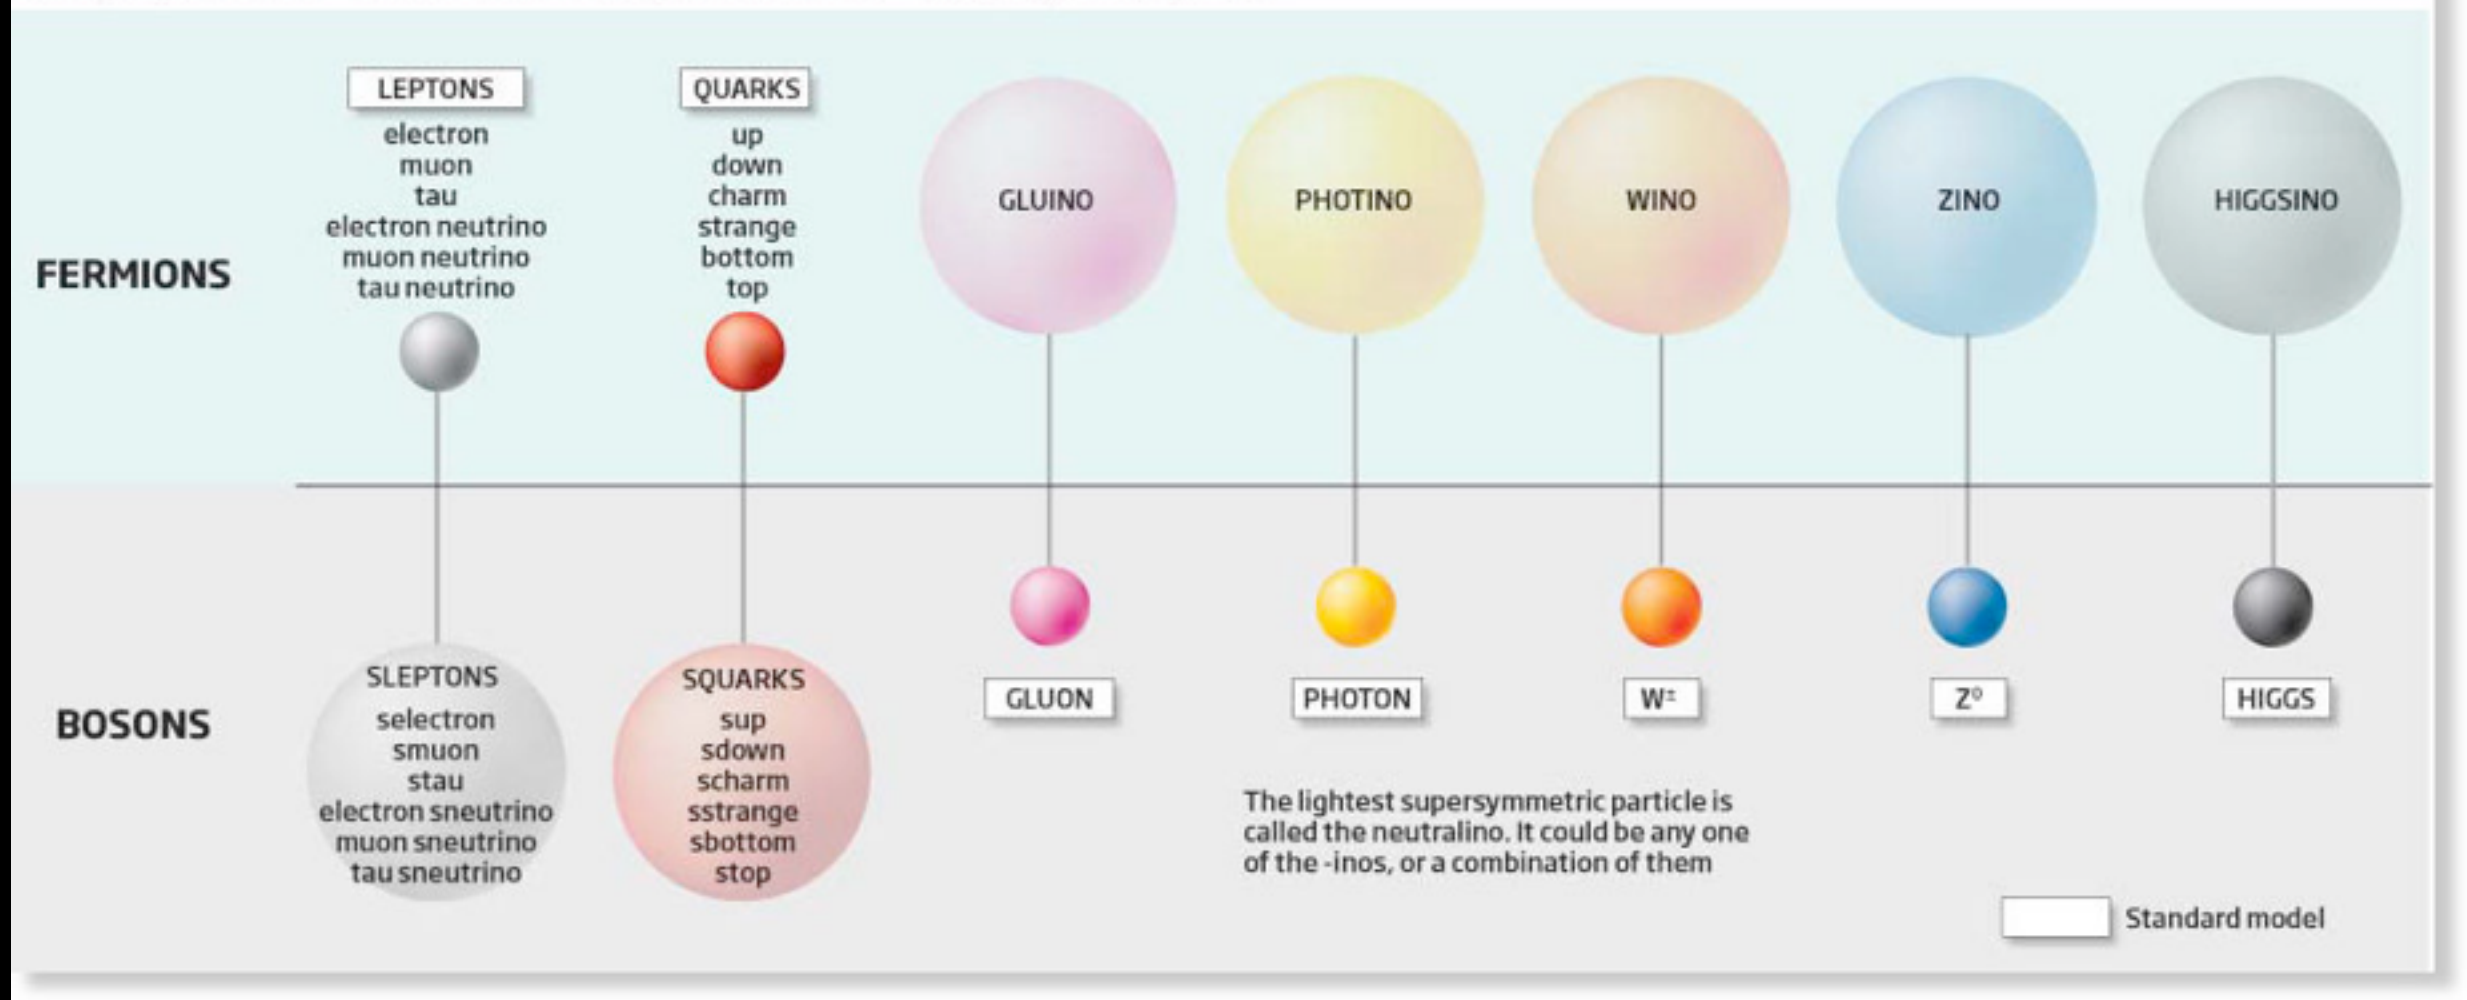 LEPTONS
electron
muon
tau
electron neutrino
muon neutrino
tau neutrino
QUARKS
up
down
charm
strange
bottom
top
GLUINO
PHOTINO
WINO
ZINO
HIGGSINO
FERMIONS
BOSONS
SLEPTONS
selectron
smuon
stau
electron sneutrino
muon sneutrino
tau sneutrino
SQUARKS
sup
sdown
scharm
sstrange
sbottom
stop
GLUON
PHOTON
W±
Z⁰
HIGGS
The lightest supersymmetric particle is
called the neutralino. It could be any one
of the -inos, or a combination of them
Standard model